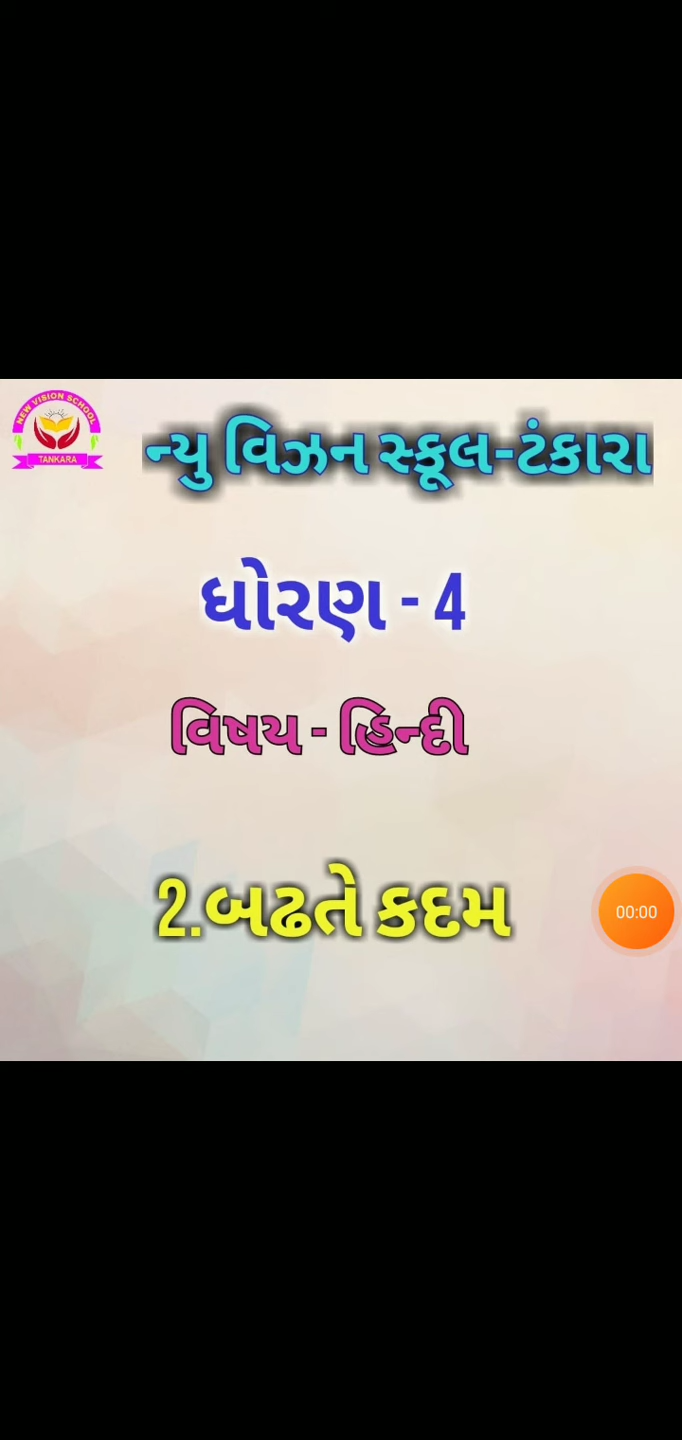 NEW VISION SCHOOL
TANKARA
ન્યુ વિઝન સ્કૂલ-ટંકારા
ધોરણ - 4
વિષય - હિન્દી
2.બઢતે કદમ
00:00